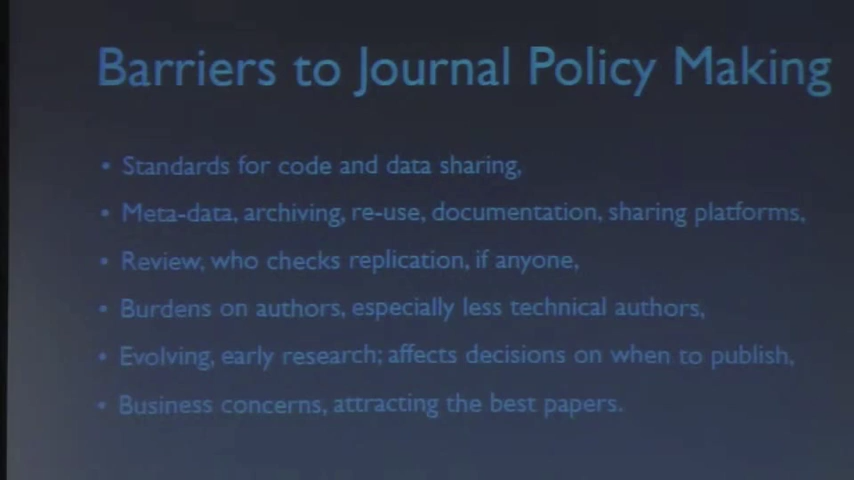 Barriers to Journal Policy Making
• Standards for code and data sharing,
• Meta-data, archiving, re-use, documentation, sharing platforms,
• Review, who checks replication, if anyone,
• Burdens on authors, especially less technical authors,
• Evolving, early research; affects decisions on when to publish,
• Business concerns, attracting the best papers.